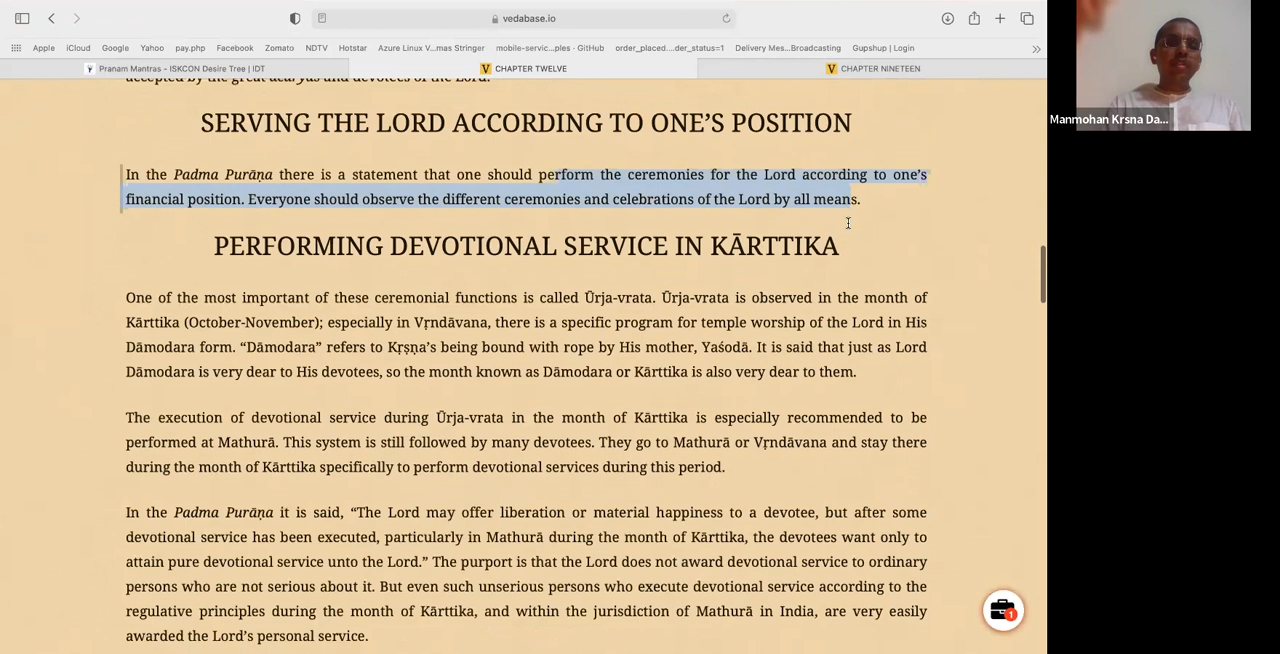 vedabase.io
Apple iCloud Google Yahoo pay.php Facebook Zomato NDTV Hotstar Azure Linux V...mas Stringer mobile-servic...ples · GitHub order_placed....der_status=1 Delivery Mes...Broadcasting Gupshup | Login
Pranam Mantras - ISKCON Desire Tree | IDT CHAPTER TWELVE CHAPTER NINETEEN
accepted by the great ācāryas and devotees of the Lord.
SERVING THE LORD ACCORDING TO ONE’S POSITION
In the Padma Purāṇa there is a statement that one should perform the ceremonies for the Lord according to one’s
financial position. Everyone should observe the different ceremonies and celebrations of the Lord by all means.
PERFORMING DEVOTIONAL SERVICE IN KĀRTTIKA
One of the most important of these ceremonial functions is called Ūrja-vrata. Ūrja-vrata is observed in the month of
Kārttika (October-November); especially in Vṛndāvana, there is a specific program for temple worship of the Lord in His
Dāmodara form. “Dāmodara” refers to Kṛṣṇa’s being bound with rope by His mother, Yaśodā. It is said that just as Lord
Dāmodara is very dear to His devotees, so the month known as Dāmodara or Kārttika is also very dear to them.
The execution of devotional service during Ūrja-vrata in the month of Kārttika is especially recommended to be
performed at Mathurā. This system is still followed by many devotees. They go to Mathurā or Vṛndāvana and stay there
during the month of Kārttika specifically to perform devotional services during this period.
In the Padma Purāṇa it is said, “The Lord may offer liberation or material happiness to a devotee, but after some
devotional service has been executed, particularly in Mathurā during the month of Kārttika, the devotees want only to
attain pure devotional service unto the Lord.” The purport is that the Lord does not award devotional service to ordinary
persons who are not serious about it. But even such unserious persons who execute devotional service according to the
regulative principles during the month of Kārttika, and within the jurisdiction of Mathurā in India, are very easily
awarded the Lord’s personal service.
1
Manmohan Krsna Da...